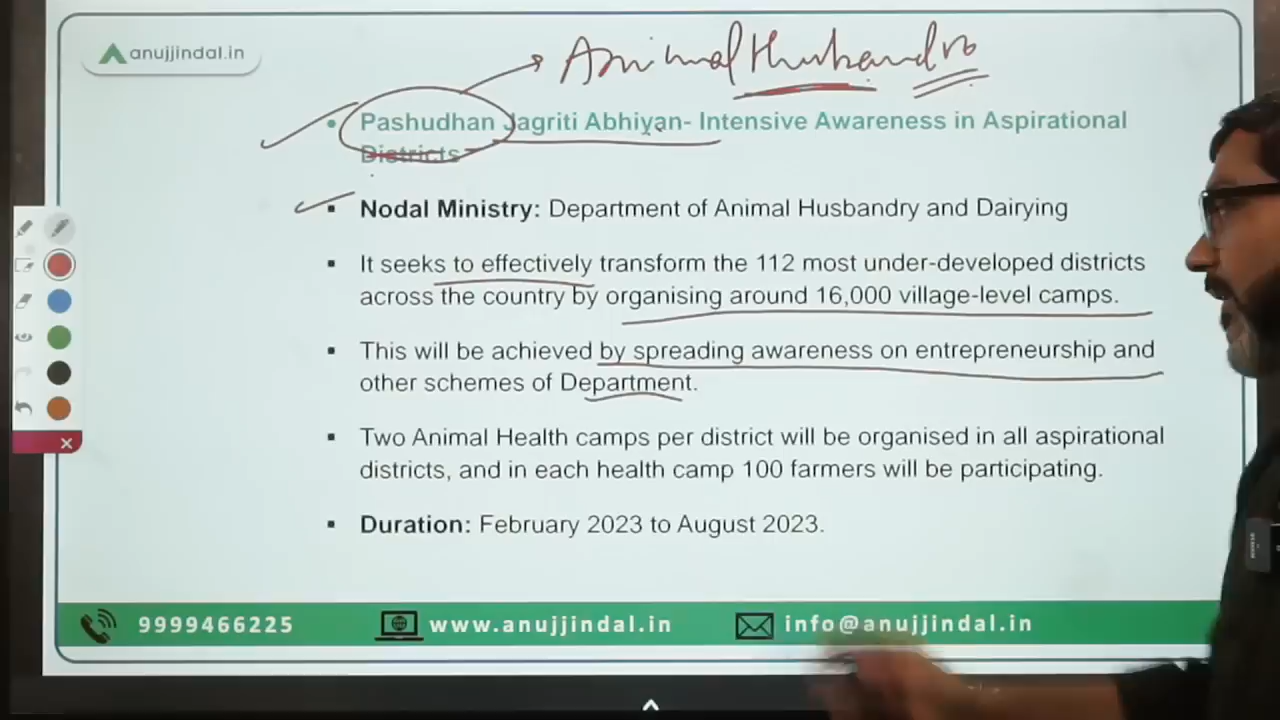 anujjindal.in
Animal Husbandry
• Pashudhan Jagriti Abhiyan- Intensive Awareness in Aspirational
Districts
▪ Nodal Ministry: Department of Animal Husbandry and Dairying
▪ It seeks to effectively transform the 112 most under-developed districts
across the country by organising around 16,000 village-level camps.
▪ This will be achieved by spreading awareness on entrepreneurship and
other schemes of Department.
▪ Two Animal Health camps per district will be organised in all aspirational
districts, and in each health camp 100 farmers will be participating.
▪ Duration: February 2023 to August 2023.
9999466225 www.anujjindal.in info@anujjindal.in